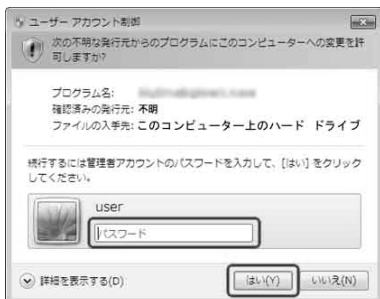 ユーザー アカウント制御
次の不明な発行元からのプログラムにこのコンピューターへの変更を許
可しますか?
プログラム名:
確認済みの発行元: 不明
ファイルの入手先: このコンピューター上のハード ドライブ
続行するには管理者アカウントのパスワードを入力して、[はい] をクリック
してください。
user
パスワード
詳細を表示する(D)
はい(Y)
いいえ(N)